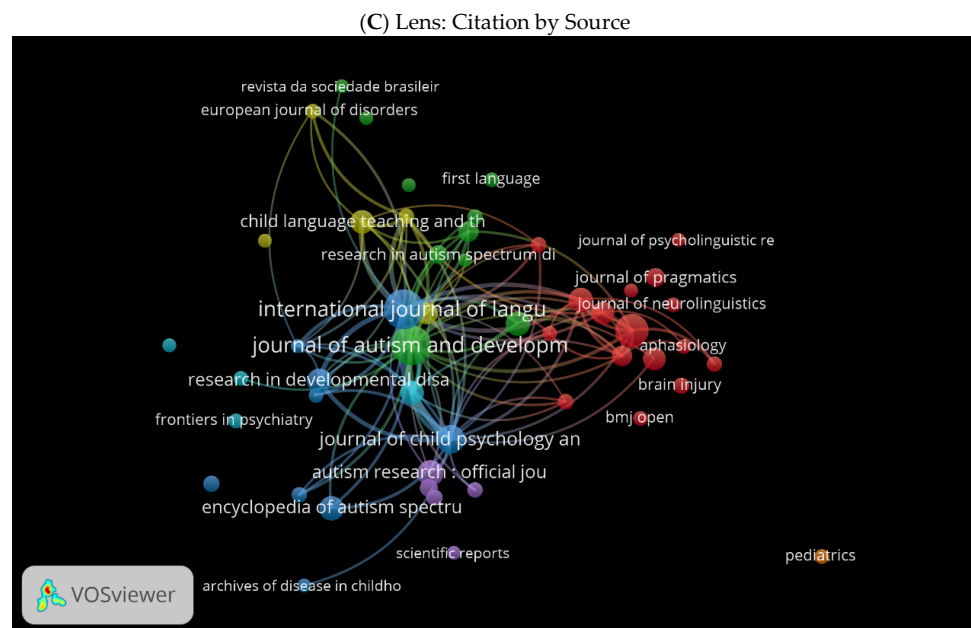 (C) Lens: Citation by Source
revista da sociedade brasileir
european journal of disorders
first language
child language teaching and th
journal of psycholinguistic re
research in autism spectrum di
journal of pragmatics
international journal of langu
journal of neurolinguistics
journal of autism and developm
aphasiology
research in developmental disa
brain injury
frontiers in psychiatry
bmj open
journal of child psychology an
autism research : official jou
encyclopedia of autism spectru
scientific reports
pediatrics
archives of disease in childho
VOSviewer